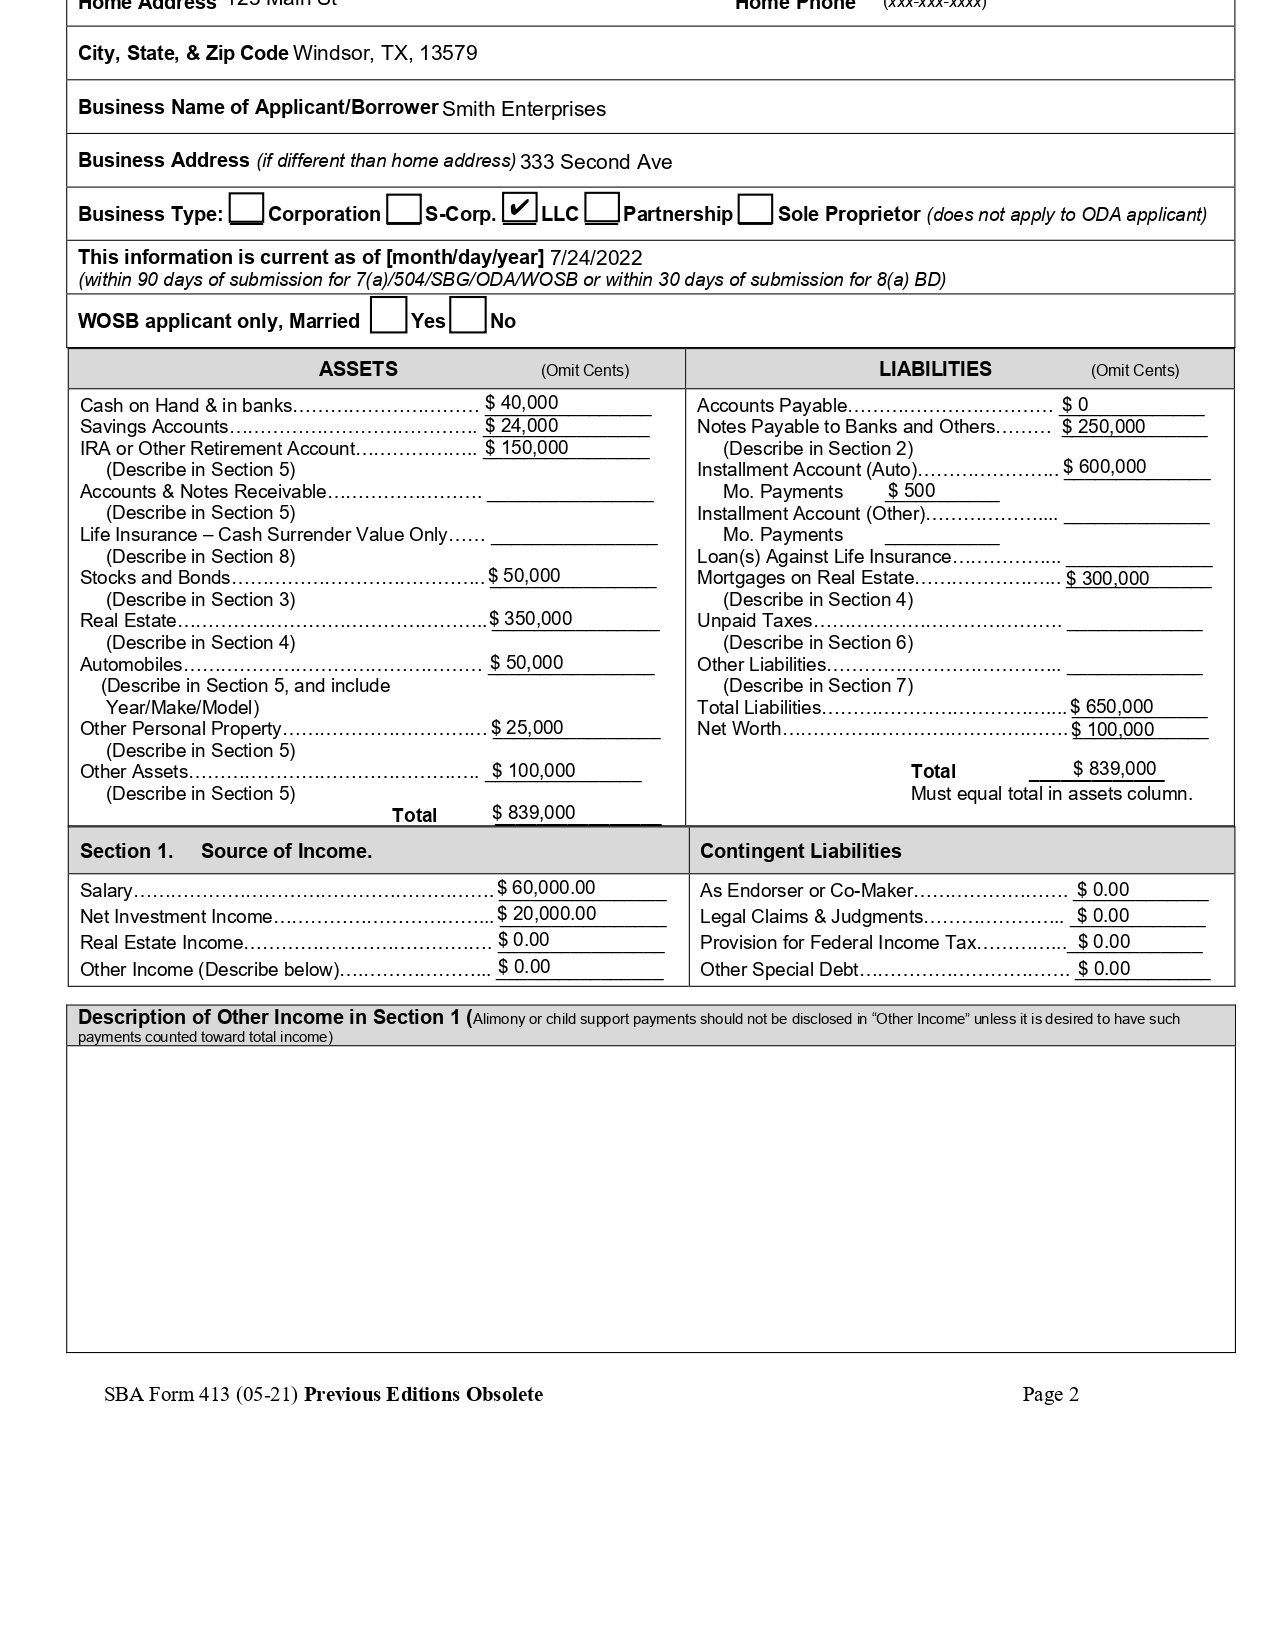 Home Address 123 Main St Home Phone (xxx-xxx-xxxx)
City, State, & Zip Code Windsor, TX, 13579
Business Name of Applicant/Borrower Smith Enterprises
Business Address (if different than home address) 333 Second Ave
Business Type: Corporation S-Corp. ✔ LLC Partnership Sole Proprietor (does not apply to ODA applicant)
This information is current as of [month/day/year] 7/24/2022
(within 90 days of submission for 7(a)/504/SBG/ODA/WOSB or within 30 days of submission for 8(a) BD)
WOSB applicant only, Married Yes No
ASSETS (Omit Cents)
Cash on Hand & in banks…………………………… $ 40,000
Savings Accounts…………………………………… $ 24,000
IRA or Other Retirement Account………………… $ 150,000
(Describe in Section 5)
Accounts & Notes Receivable……………………… ________________
(Describe in Section 5)
Life Insurance – Cash Surrender Value Only…… ________________
(Describe in Section 8)
Stocks and Bonds…………………………………… $ 50,000
(Describe in Section 3)
Real Estate…………………………………………… $ 350,000
(Describe in Section 4)
Automobiles…………………………………………… $ 50,000
(Describe in Section 5, and include
Year/Make/Model)
Other Personal Property…………………………… $ 25,000
(Describe in Section 5)
Other Assets………………………………………… $ 100,000
(Describe in Section 5)
Total $ 839,000
LIABILITIES (Omit Cents)
Accounts Payable…………………………………… $ 0
Notes Payable to Banks and Others……… $ 250,000
(Describe in Section 2)
Installment Account (Auto)………………………… $ 600,000
Mo. Payments $ 500
Installment Account (Other)……………………… ______________
Mo. Payments ___________
Loan(s) Against Life Insurance………………… ______________
Mortgages on Real Estate………………………… $ 300,000
(Describe in Section 4)
Unpaid Taxes………………………………………… _____________
(Describe in Section 6)
Other Liabilities……………………………………… _____________
(Describe in Section 7)
Total Liabilities……………………………………… $ 650,000
Net Worth……………………………………………… $ 100,000
Total $ 839,000
Must equal total in assets column.
Section 1. Source of Income.
Salary………………………………………………… $ 60,000.00
Net Investment Income……………………………… $ 20,000.00
Real Estate Income…………………………………… $ 0.00
Other Income (Describe below)…………………… $ 0.00
Contingent Liabilities
As Endorser or Co-Maker…………………………… $ 0.00
Legal Claims & Judgments………………………… $ 0.00
Provision for Federal Income Tax………………… $ 0.00
Other Special Debt…………………………………… $ 0.00
Description of Other Income in Section 1 (Alimony or child support payments should not be disclosed in “Other Income” unless it is desired to have such
payments counted toward total income)
SBA Form 413 (05-21) Previous Editions Obsolete Page 2